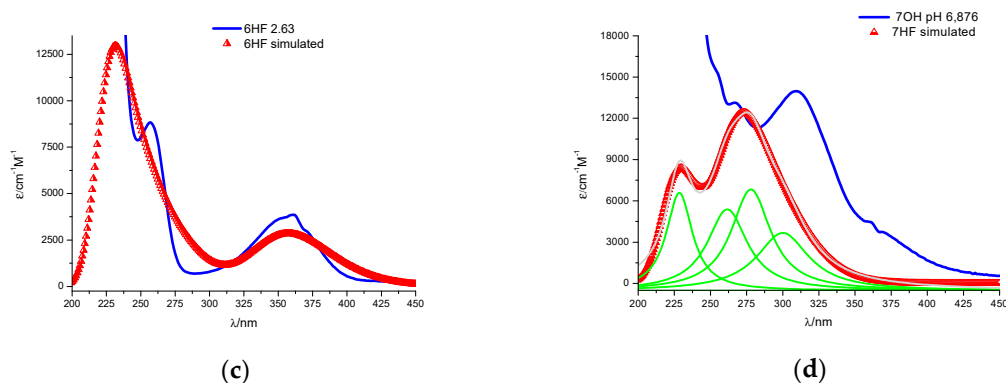 6HF 2.63
6HF simulated
12500
10000
7500
5000
2500
0
ε/cm⁻¹M⁻¹
200 225 250 275 300 325 350 375 400 425 450
λ/nm
(c)
7OH pH 6,876
7HF simulated
18000
15000
12000
9000
6000
3000
0
ε/cm⁻¹M⁻¹
200 225 250 275 300 325 350 375 400 425 450
λ/nm
(d)